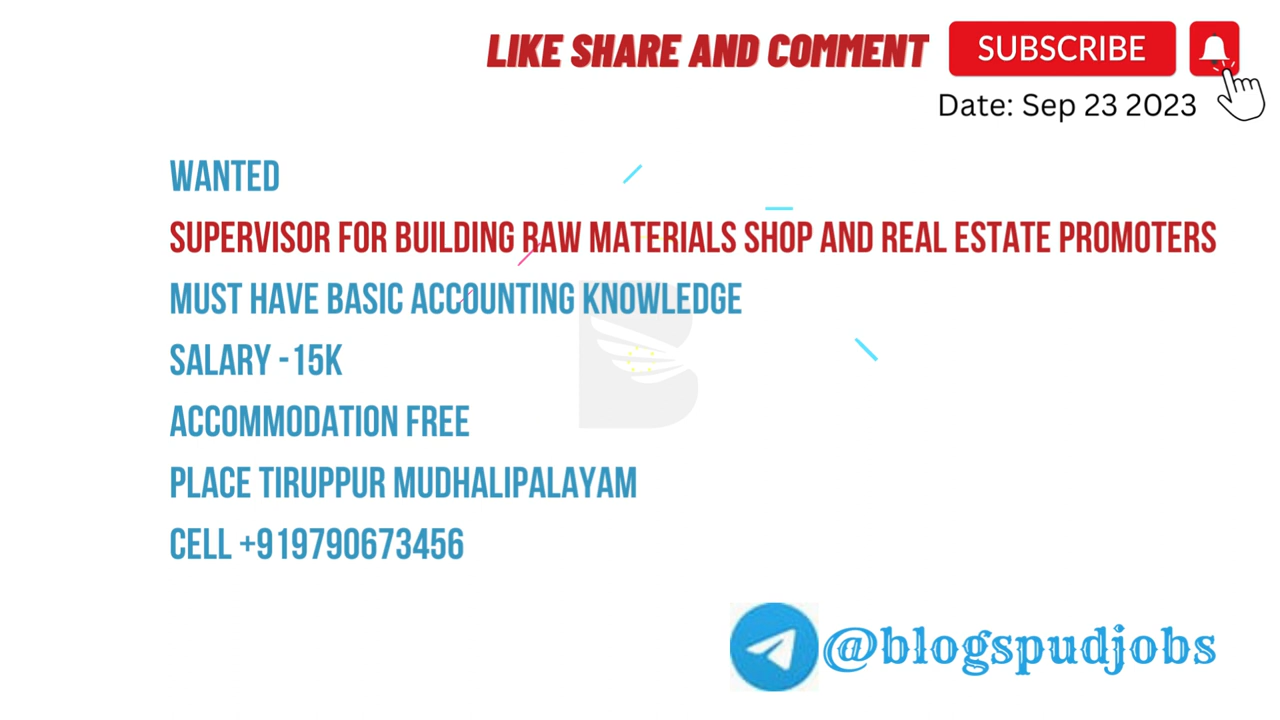 LIKE SHARE AND COMMENT SUBSCRIBE
Date: Sep 23 2023
WANTED
SUPERVISOR FOR BUILDING RAW MATERIALS SHOP AND REAL ESTATE PROMOTERS
MUST HAVE BASIC ACCOUNTING KNOWLEDGE
SALARY -15K
ACCOMMODATION FREE
PLACE TIRUPPUR MUDHALIPALAYAM
CELL +919790673456
@blogspudjobs